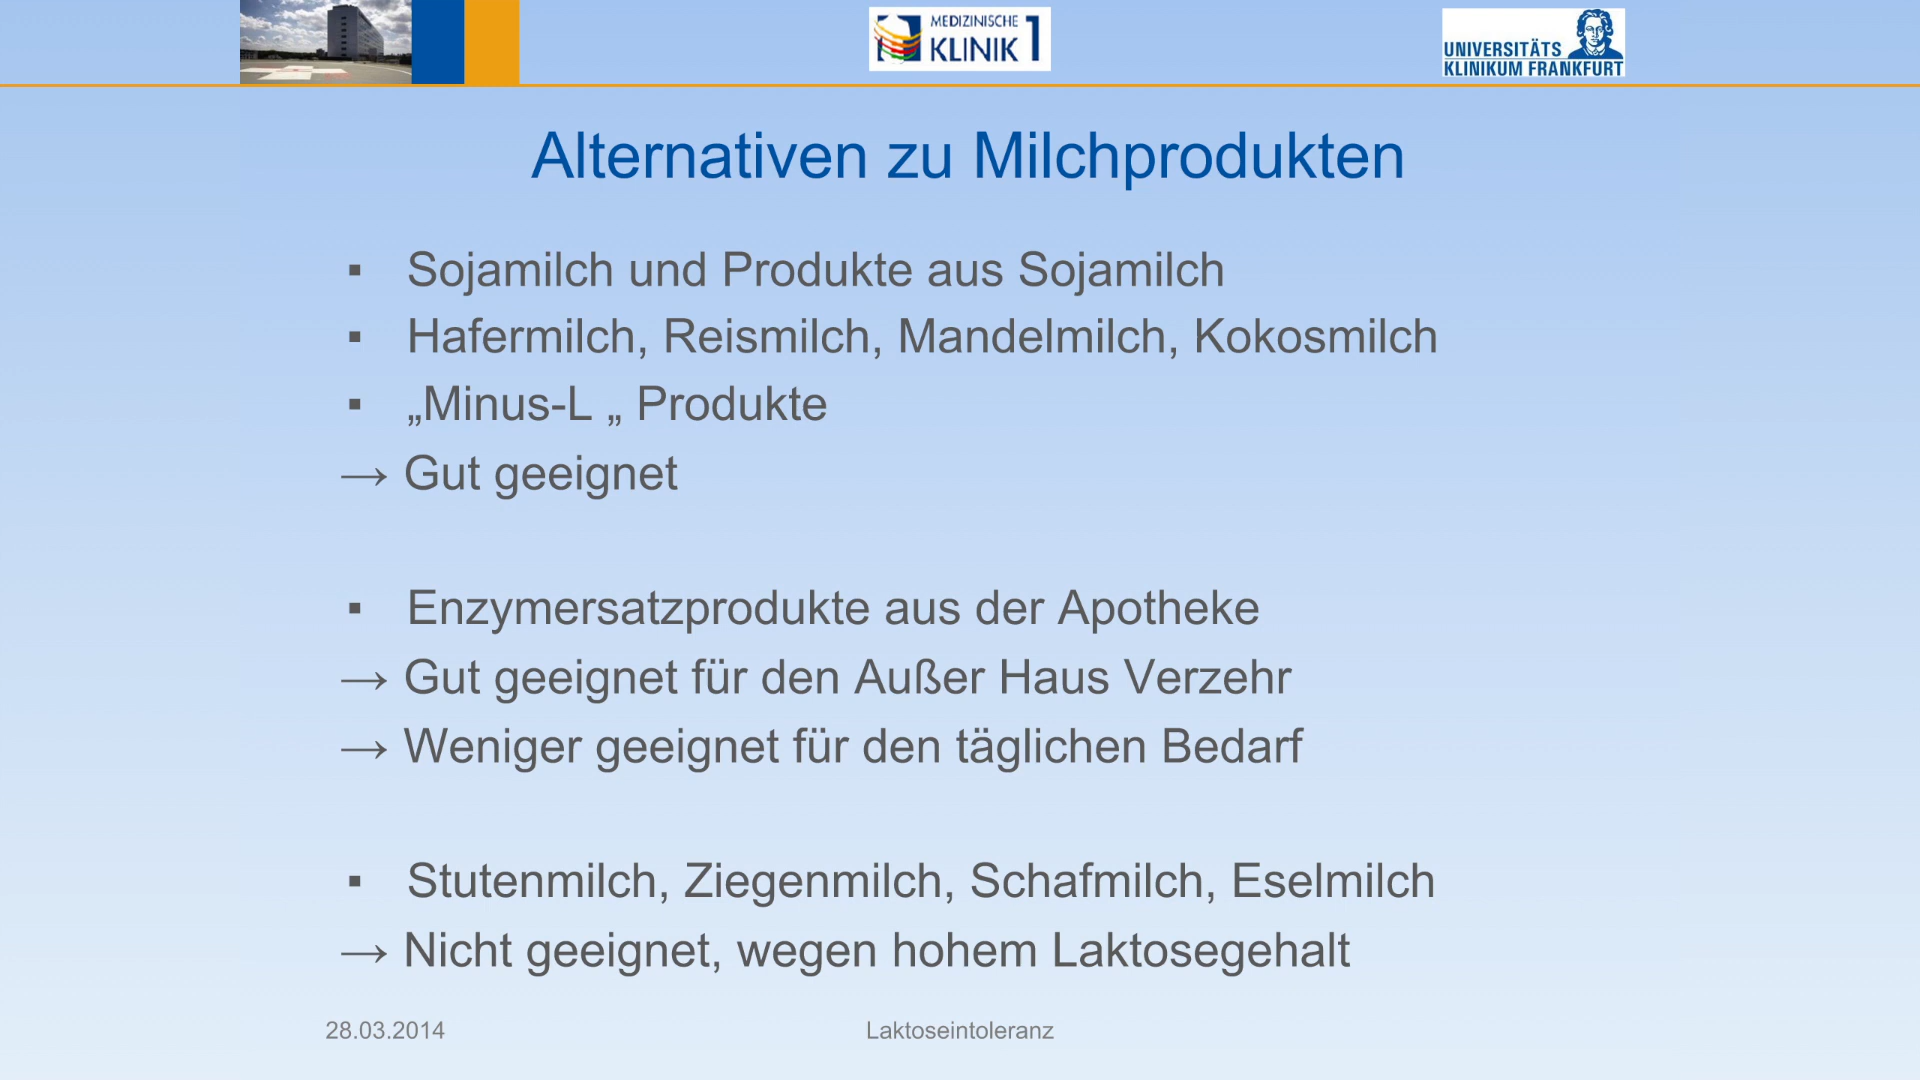 MEDIZINISCHE
KLINIK 1
UNIVERSITÄTS
KLINIKUM FRANKFURT
Alternativen zu Milchprodukten
▪ Sojamilch und Produkte aus Sojamilch
▪ Hafermilch, Reismilch, Mandelmilch, Kokosmilch
▪ „Minus-L „ Produkte
→ Gut geeignet
▪ Enzymersatzprodukte aus der Apotheke
→ Gut geeignet für den Außer Haus Verzehr
→ Weniger geeignet für den täglichen Bedarf
▪ Stutenmilch, Ziegenmilch, Schafmilch, Eselmilch
→ Nicht geeignet, wegen hohem Laktosegehalt
28.03.2014
Laktoseintoleranz